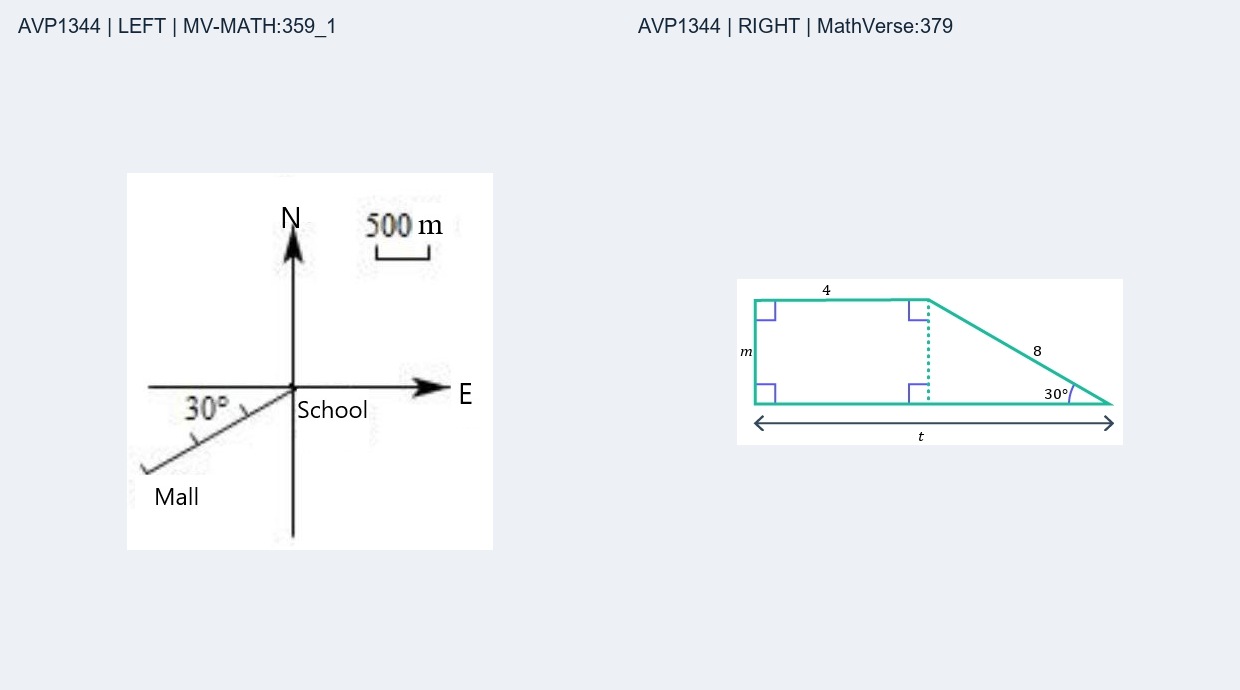 AVP1344 | LEFT | MV-MATH:359_1
AVP1344 | RIGHT | MathVerse:379
N
500 m
E
30°
School
Mall
4
m
8
30°
t